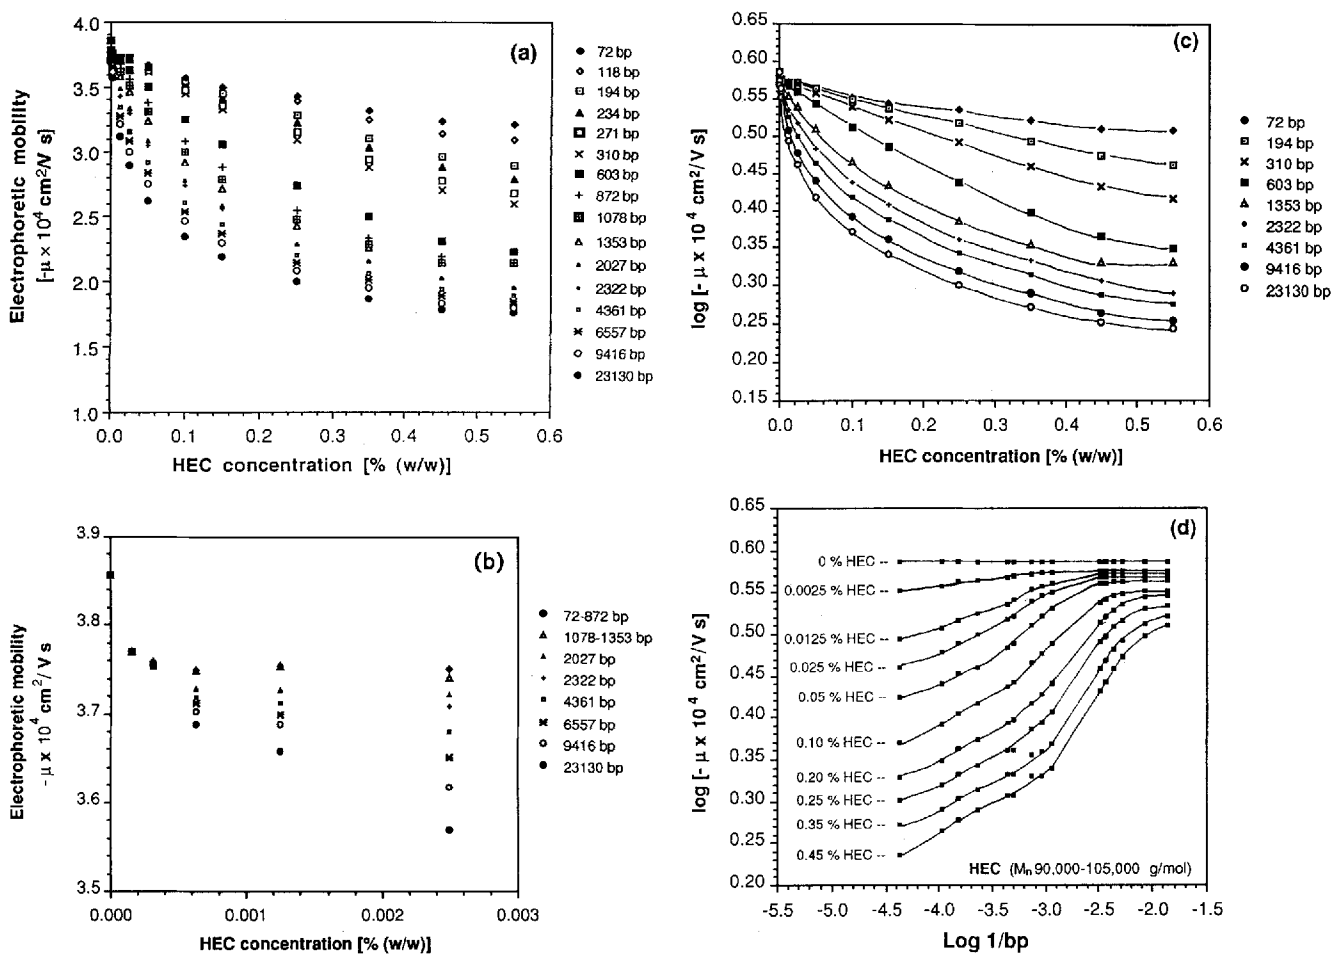 (a)
4.0
3.5
3.0
2.5
2.0
1.5
1.0
Electrophoretic mobility
[-μ × 10⁴ cm²/V s]
0.0 0.1 0.2 0.3 0.4 0.5 0.6
HEC concentration [% (w/w)]
72 bp
118 bp
194 bp
234 bp
271 bp
310 bp
603 bp
872 bp
1078 bp
1353 bp
2027 bp
2322 bp
4361 bp
6557 bp
9416 bp
23130 bp
(c)
0.65
0.60
0.55
0.50
0.45
0.40
0.35
0.30
0.25
0.20
0.15
log [- μ x 10⁴ cm²/V s]
0.0 0.1 0.2 0.3 0.4 0.5 0.6
HEC concentration [% (w/w)]
72 bp
194 bp
310 bp
603 bp
1353 bp
2322 bp
4361 bp
9416 bp
23130 bp
(b)
3.9
3.8
3.7
3.6
3.5
Electrophoretic mobility
-μ x 10⁴ cm²/ V s
0.000 0.001 0.002 0.003
HEC concentration [% (w/w)]
72-872 bp
1078-1353 bp
2027 bp
2322 bp
4361 bp
6557 bp
9416 bp
23130 bp
(d)
0.65
0.60
0.55
0.50
0.45
0.40
0.35
0.30
0.25
0.20
log [- μ x 10⁴ cm²/V s]
0 % HEC --
0.0025 % HEC --
0.0125 % HEC --
0.025 % HEC --
0.05 % HEC --
0.10 % HEC --
0.20 % HEC --
0.25 % HEC --
0.35 % HEC --
0.45 % HEC --
HEC (Mn 90,000-105,000 g/mol)
-5.5 -5.0 -4.5 -4.0 -3.5 -3.0 -2.5 -2.0 -1.5
Log 1/bp